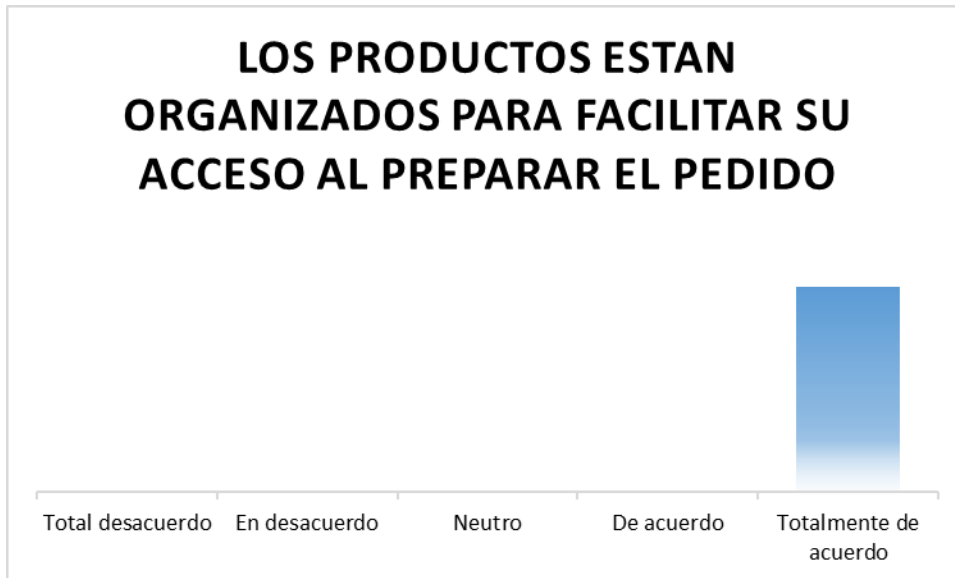 LOS PRODUCTOS ESTAN
ORGANIZADOS PARA FACILITAR SU
ACCESO AL PREPARAR EL PEDIDO
Total desacuerdo
En desacuerdo
Neutro
De acuerdo
Totalmente de
acuerdo